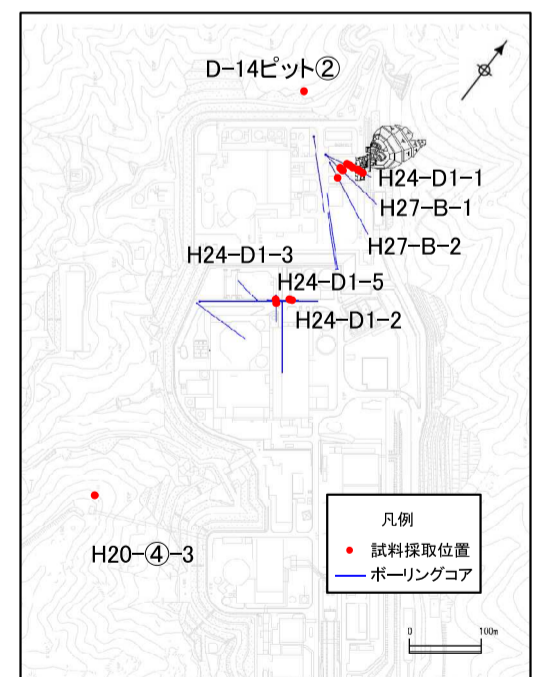 D-14ピット②
H24-D1-1
H27-B-1
H27-B-2
H24-D1-3
H24-D1-5
H24-D1-2
H20-④-3
凡例
試料採取位置
ボーリングコア
0 100m